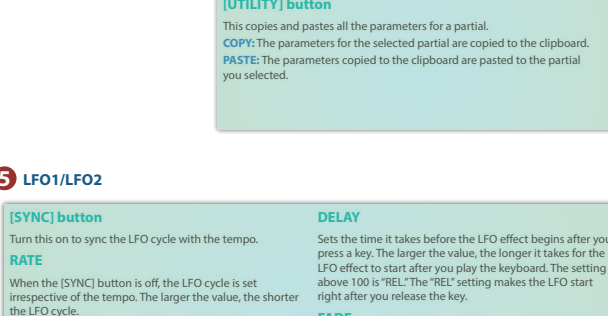 [UTILITY] button
This copies and pastes all the parameters for a partial.
COPY: The parameters for the selected partial are copied to the clipboard.
PASTE: The parameters copied to the clipboard are pasted to the partial
you selected.
5 LFO1/LFO2
[SYNC] button
Turn this on to sync the LFO cycle with the tempo.
RATE
When the [SYNC] button is off, the LFO cycle is set
irrespective of the tempo. The larger the value, the shorter
the LFO cycle.
DELAY
Sets the time it takes before the LFO effect begins after you
press a key. The larger the value, the longer it takes for the
LFO effect to start after you play the keyboard. The setting
above 100 is “REL.” The “REL” setting makes the LFO start
right after you release the key.
FADE